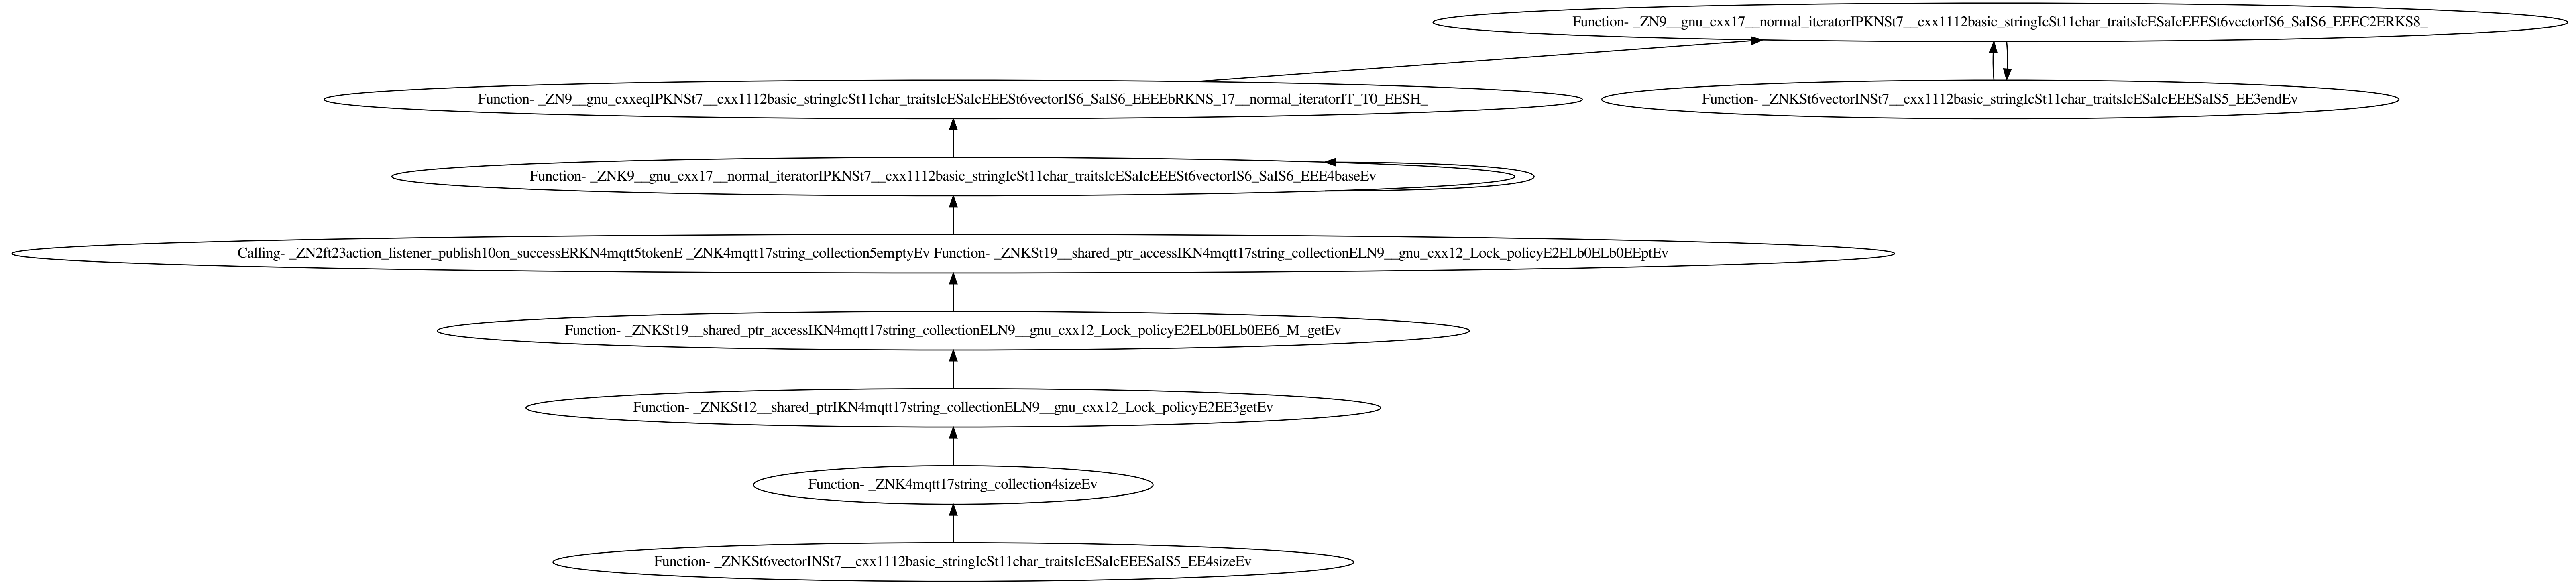 Function- _ZN9__gnu_cxx17__normal_iteratorIPKNSt7__cxx1112basic_stringIcSt11char_traitsIcESaIcEEESt6vectorIS6_SaIS6_EEEC2ERKS8_
Function- _ZN9__gnu_cxxeqIPKNSt7__cxx1112basic_stringIcSt11char_traitsIcESaIcEEESt6vectorIS6_SaIS6_EEEEbRKNS_17__normal_iteratorIT_T0_EESH_
Function- _ZNKSt6vectorINSt7__cxx1112basic_stringIcSt11char_traitsIcESaIcEEESaIS5_EE3endEv
Function- _ZNK9__gnu_cxx17__normal_iteratorIPKNSt7__cxx1112basic_stringIcSt11char_traitsIcESaIcEEESt6vectorIS6_SaIS6_EEE4baseEv
Calling- _ZN2ft23action_listener_publish10on_successERKN4mqtt5tokenE _ZNK4mqtt17string_collection5emptyEv Function- _ZNKSt19__shared_ptr_accessIKN4mqtt17string_collectionELN9__gnu_cxx12_Lock_policyE2ELb0ELb0EEptEv
Function- _ZNKSt19__shared_ptr_accessIKN4mqtt17string_collectionELN9__gnu_cxx12_Lock_policyE2ELb0ELb0EE6_M_getEv
Function- _ZNKSt12__shared_ptrIKN4mqtt17string_collectionELN9__gnu_cxx12_Lock_policyE2EE3getEv
Function- _ZNK4mqtt17string_collection4sizeEv
Function- _ZNKSt6vectorINSt7__cxx1112basic_stringIcSt11char_traitsIcESaIcEEESaIS5_EE4sizeEv